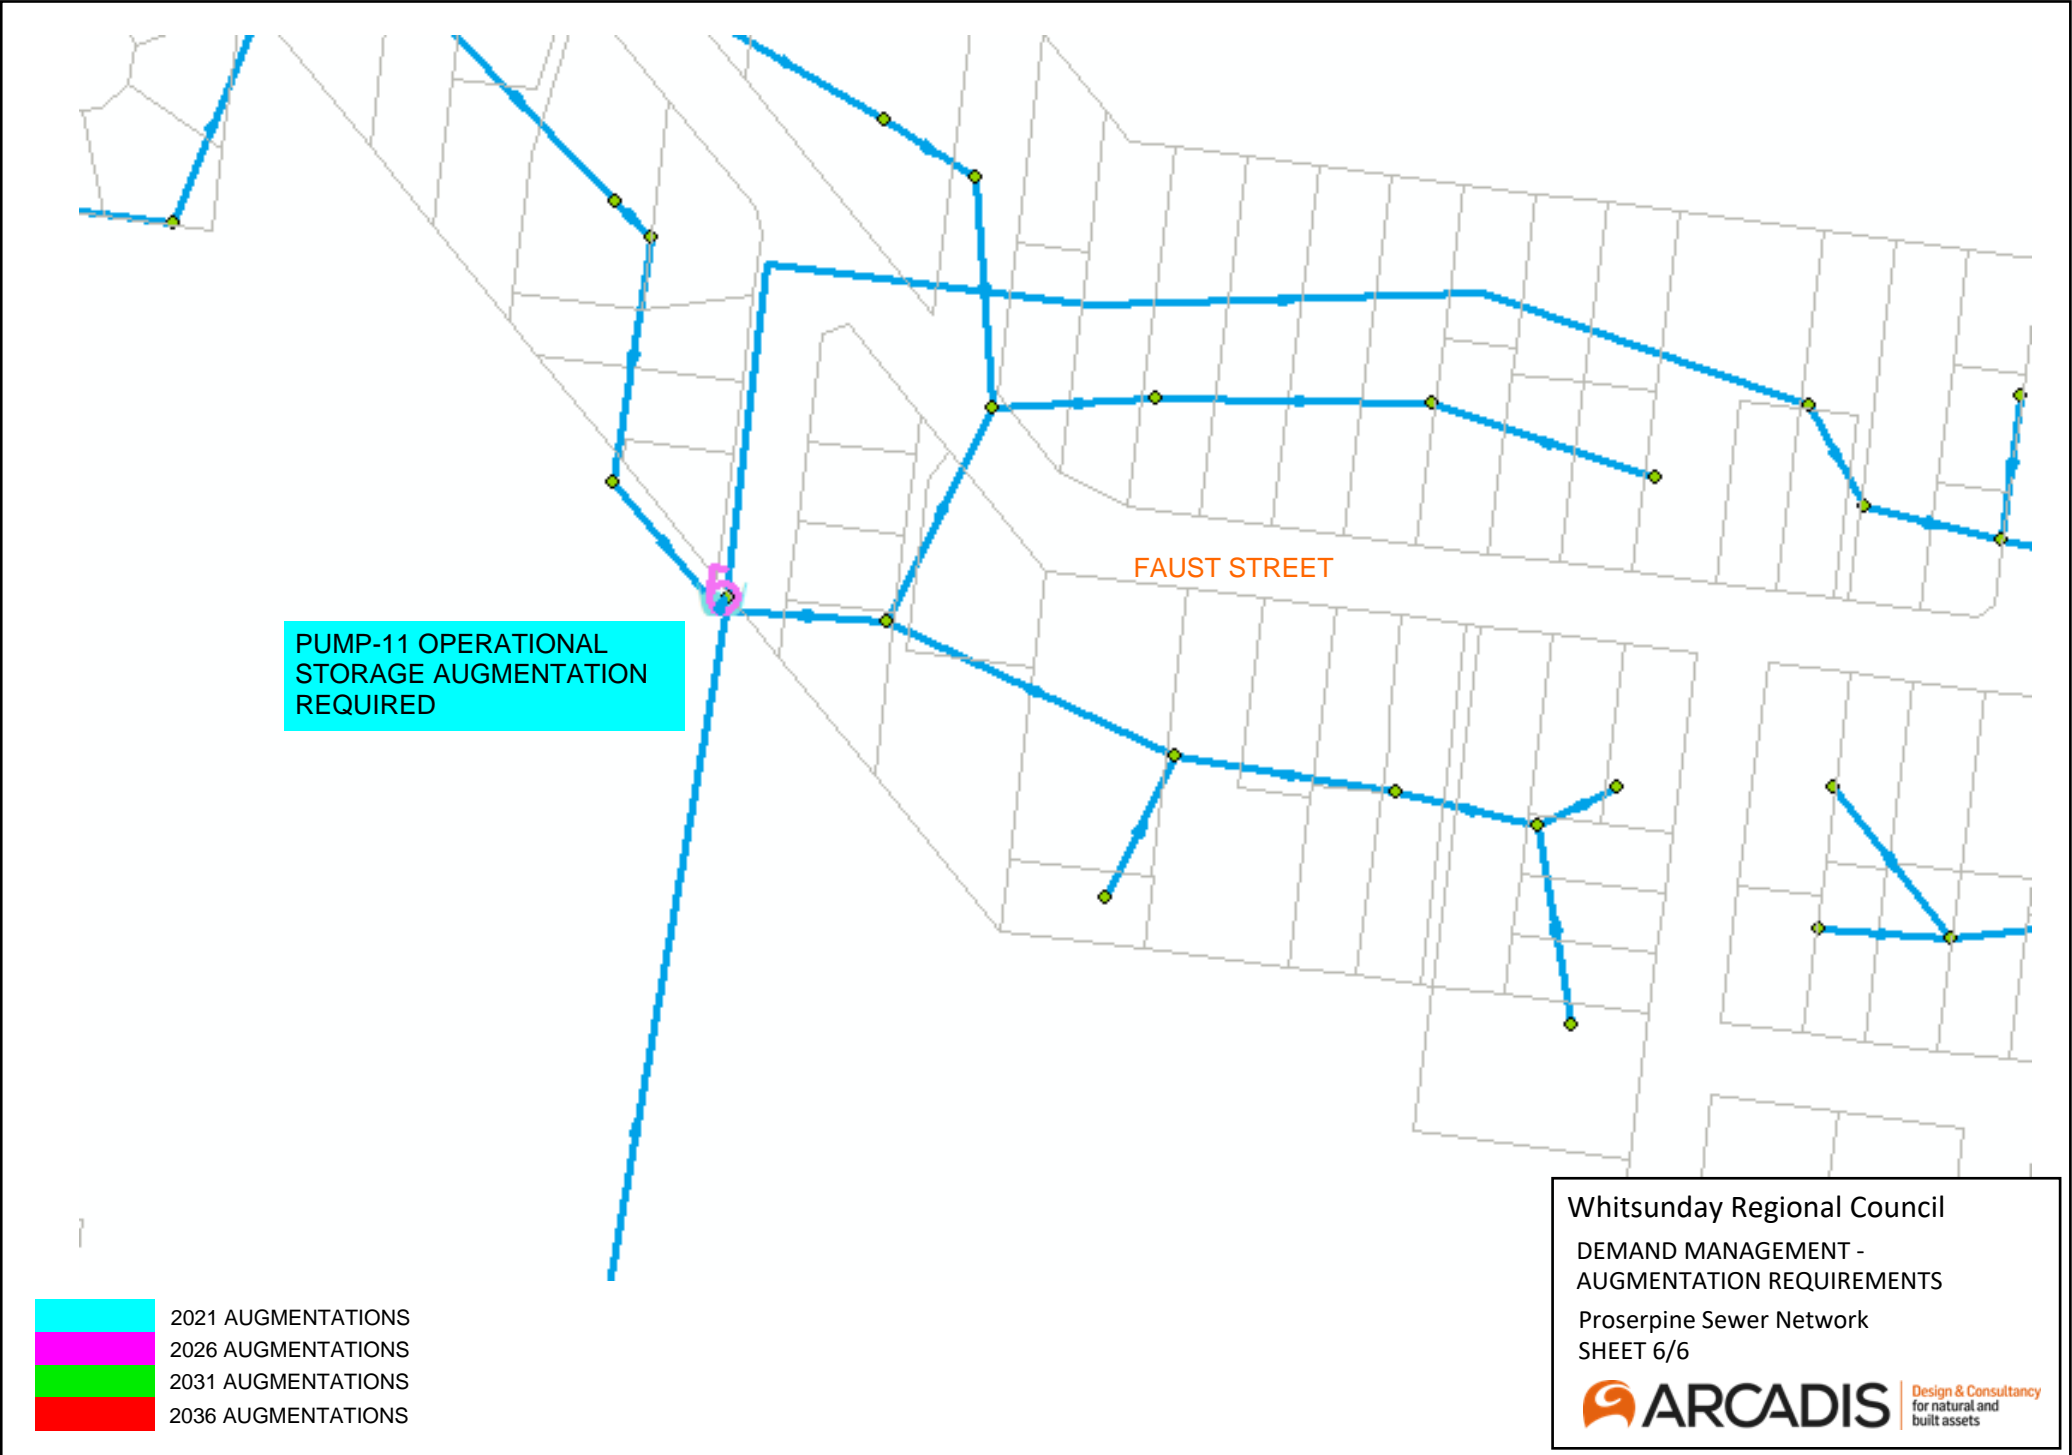 FAUST STREET
PUMP-11 OPERATIONAL
STORAGE AUGMENTATION
REQUIRED
2021 AUGMENTATIONS
2026 AUGMENTATIONS
2031 AUGMENTATIONS
2036 AUGMENTATIONS
Whitsunday Regional Council
DEMAND MANAGEMENT -
AUGMENTATION REQUIREMENTS
Proserpine Sewer Network
SHEET 6/6
ARCADIS
Design & Consultancy
for natural and
built assets